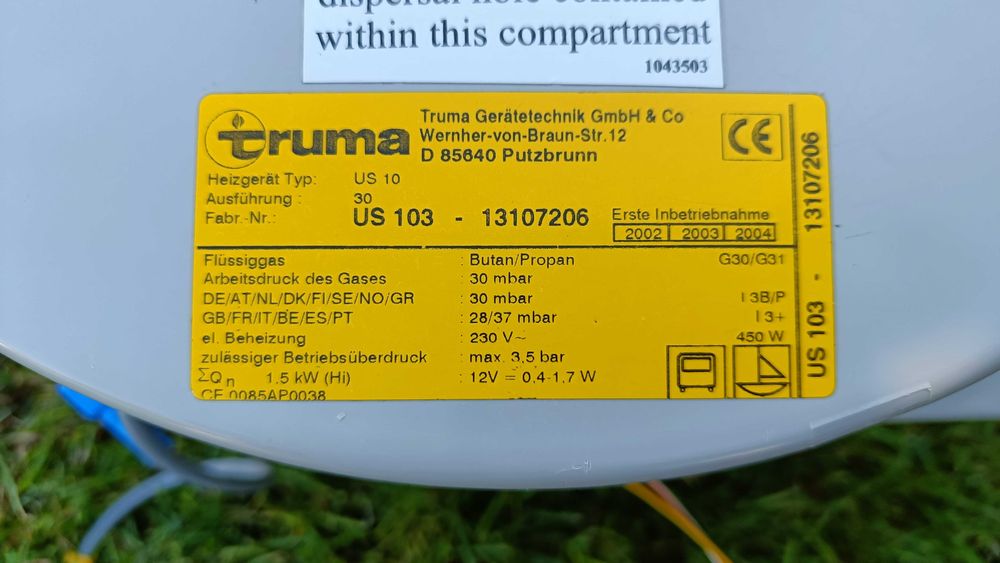 within this compartment
1043503
truma
Truma Gerätetechnik GmbH & Co
Wernher-von-Braun-Str.12
D 85640 Putzbrunn
CE
Heizgerät Typ: US 10
Ausführung : 30
Fabr.-Nr.: US 103 - 13107206
Erste Inbetriebnahme
2002 2003 2004
Flüssiggas : Butan/Propan G30/G31
Arbeitsdruck des Gases : 30 mbar
DE/AT/NL/DK/FI/SE/NO/GR : 30 mbar I 3B/P
GB/FR/IT/BE/ES/PT : 28/37 mbar I 3+
el. Beheizung : 230 V~ 450 W
zulässiger Betriebsüberdruck : max. 3,5 bar
ΣQn 1,5 kW (Hi) : 12V = 0,4-1,7 W
CE 0085AP0038
US 103 - 13107206